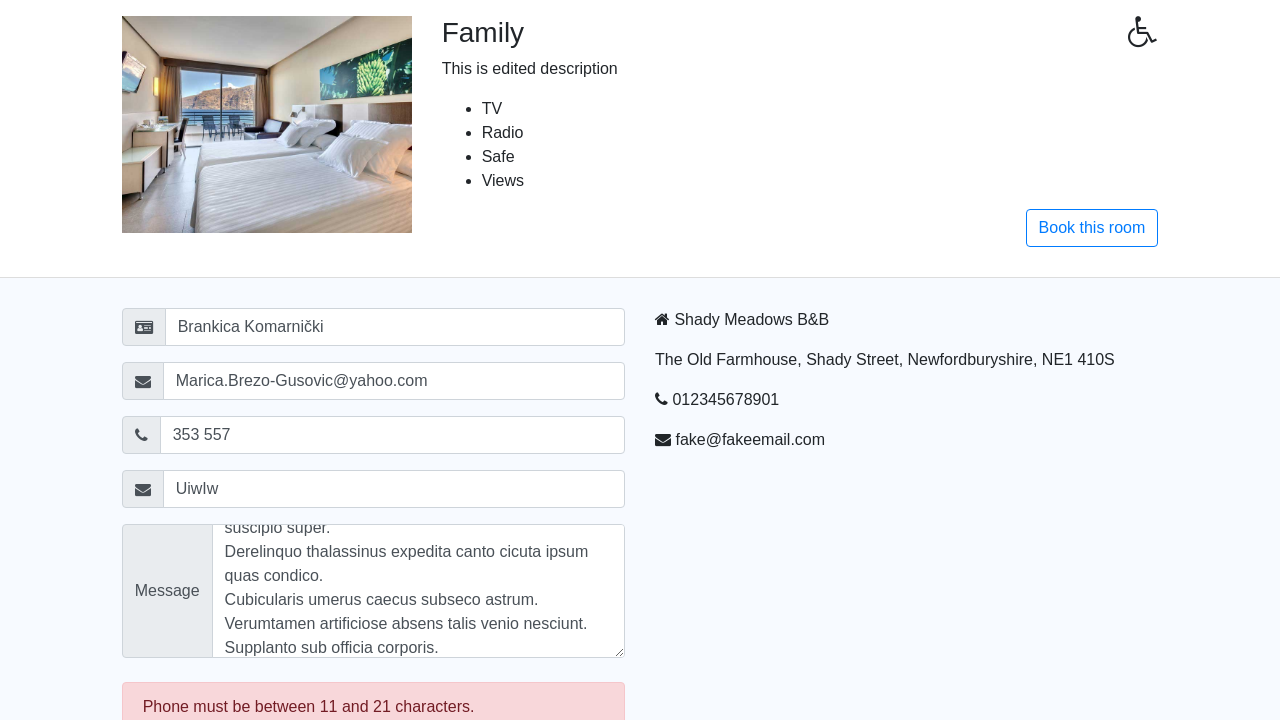 Family
This is edited description
TV
Radio
Safe
Views
Book this room
Brankica Komarnički
Marica.Brezo-Gusovic@yahoo.com
353 557
UiwIw
Message
suscipio super.
Derelinquo thalassinus expedita canto cicuta ipsum
quas condico.
Cubicularis umerus caecus subseco astrum.
Verumtamen artificiose absens talis venio nesciunt.
Supplanto sub officia corporis.
Phone must be between 11 and 21 characters.
Shady Meadows B&B
The Old Farmhouse, Shady Street, Newfordburyshire, NE1 410S
012345678901
fake@fakeemail.com